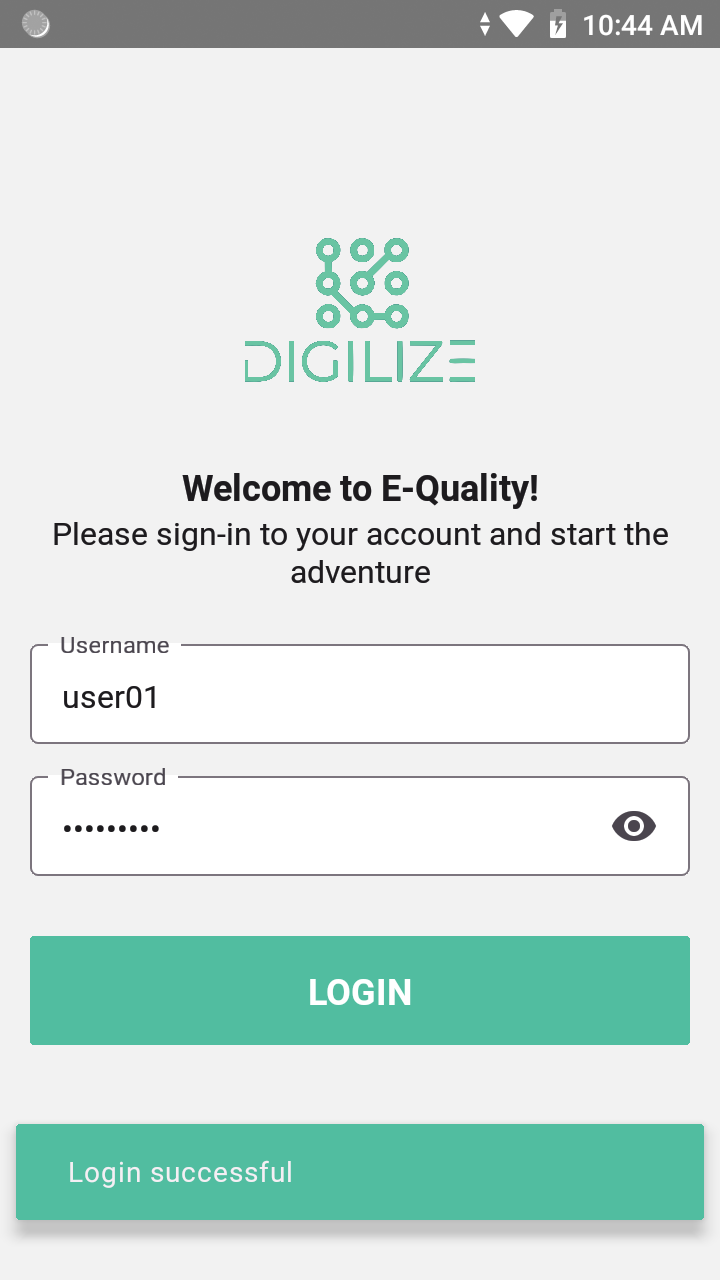 10:44 AM
DIGILIZE
Welcome to E-Quality!
Please sign-in to your account and start the
adventure
Username
user01
Password
•••••••••
LOGIN
Login successful